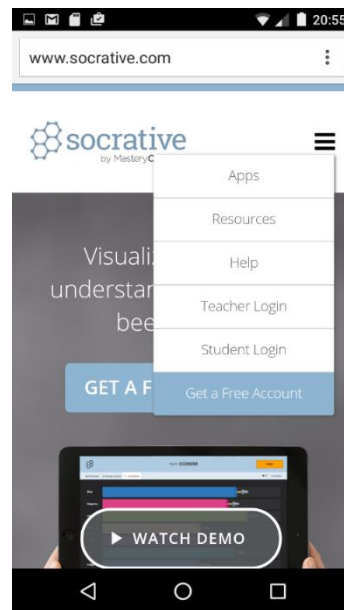 20:55
www.socrative.com
socrative
by MasteryC
Apps
Resources
Visuali
Help
understan
Teacher Login
bee
Student Login
GET A F
Get a Free Account
WATCH DEMO